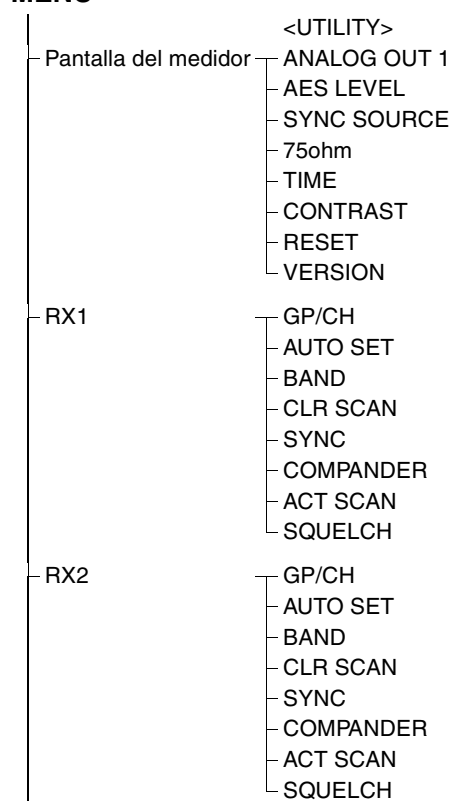 MENU
<UTILITY>
Pantalla del medidor ANALOG OUT 1
AES LEVEL
SYNC SOURCE
75ohm
TIME
CONTRAST
RESET
VERSION
RX1 GP/CH
AUTO SET
BAND
CLR SCAN
SYNC
COMPANDER
ACT SCAN
SQUELCH
RX2 GP/CH
AUTO SET
BAND
CLR SCAN
SYNC
COMPANDER
ACT SCAN
SQUELCH